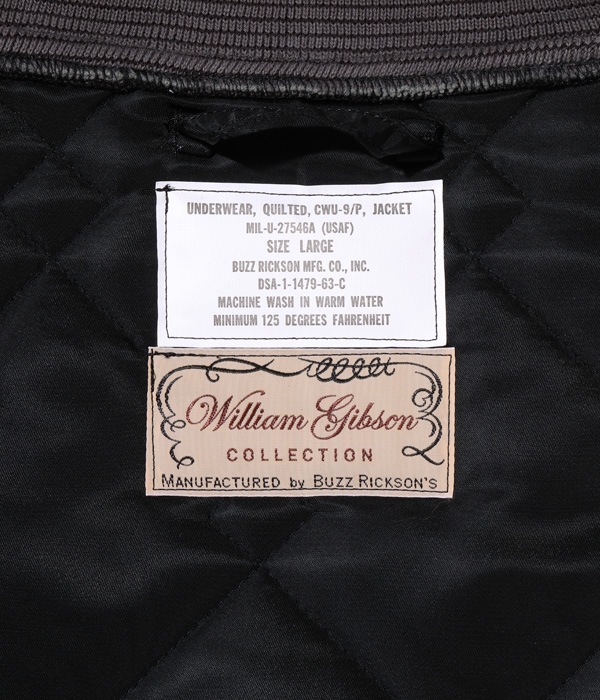 UNDERWEAR, QUILTED, CWU-9/P, JACKET
MIL-U-27546A (USAF)
SIZE LARGE
BUZZ RICKSON MFG. CO., INC.
DSA-1-1479-63-C
MACHINE WASH IN WARM WATER
MINIMUM 125 DEGREES FAHRENHEIT
William Gibson
COLLECTION
MANUFACTURED by BUZZ RICKSON'S